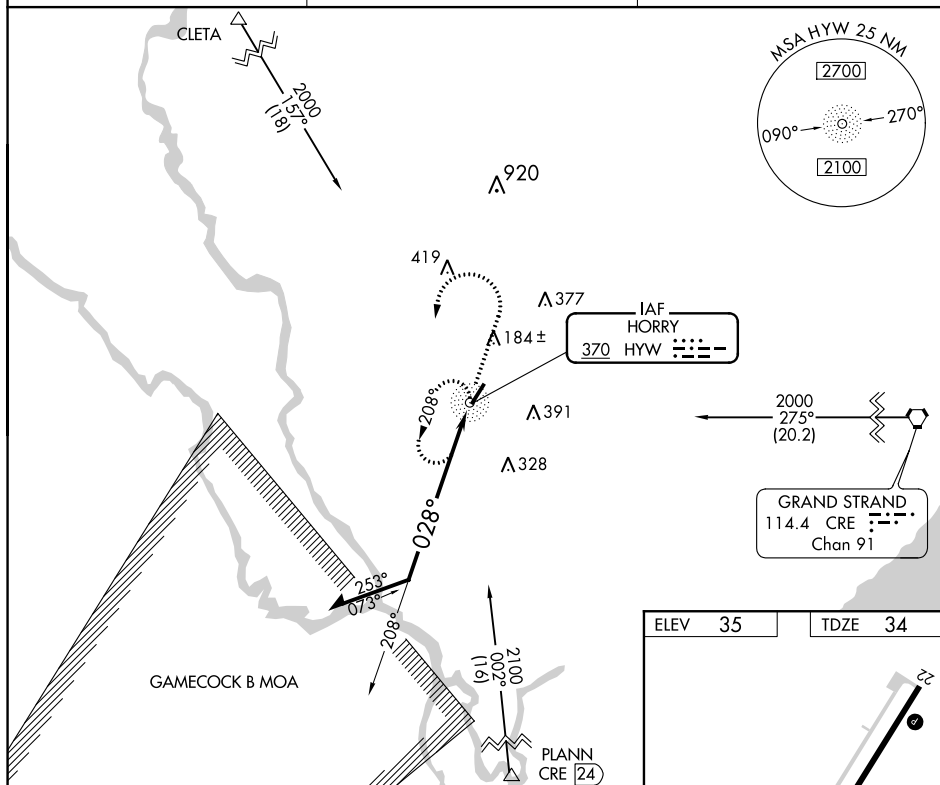 CLETA
2000
157°
(18)
MSA HYW 25 NM
2700
090°
270°
2100
920
419
377
184±
IAF
HORRY
370 HYW
208°
391
328
2000
275°
(20.2)
GRAND STRAND
114.4 CRE
Chan 91
028°
253°
073°
208°
GAMECOCK B MOA
2100
002°
(16)
PLANN
CRE 24
ELEV 35
TDZE 34
22
P